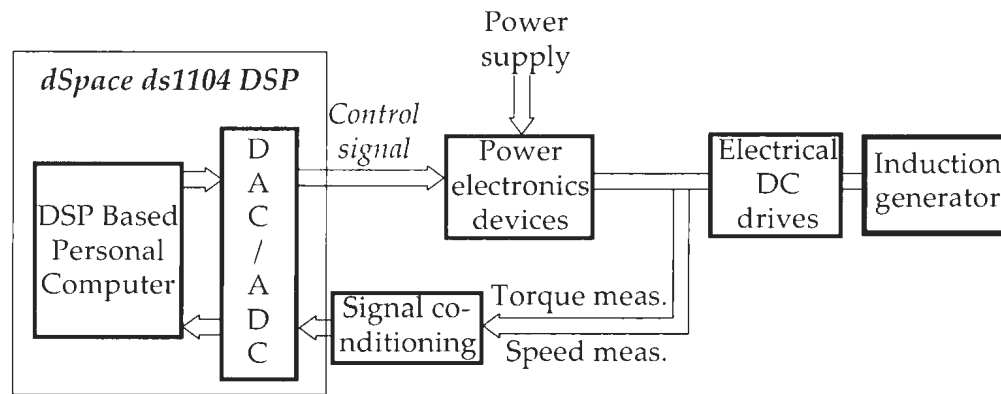 Power
supply
dSpace ds1104 DSP
Control
signal
DSP Based
Personal
Computer
D
A
C
/
A
D
C
Power
electronics
devices
Electrical
DC
drives
Induction
generator
Torque meas.
Speed meas.
Signal co-
nditioning